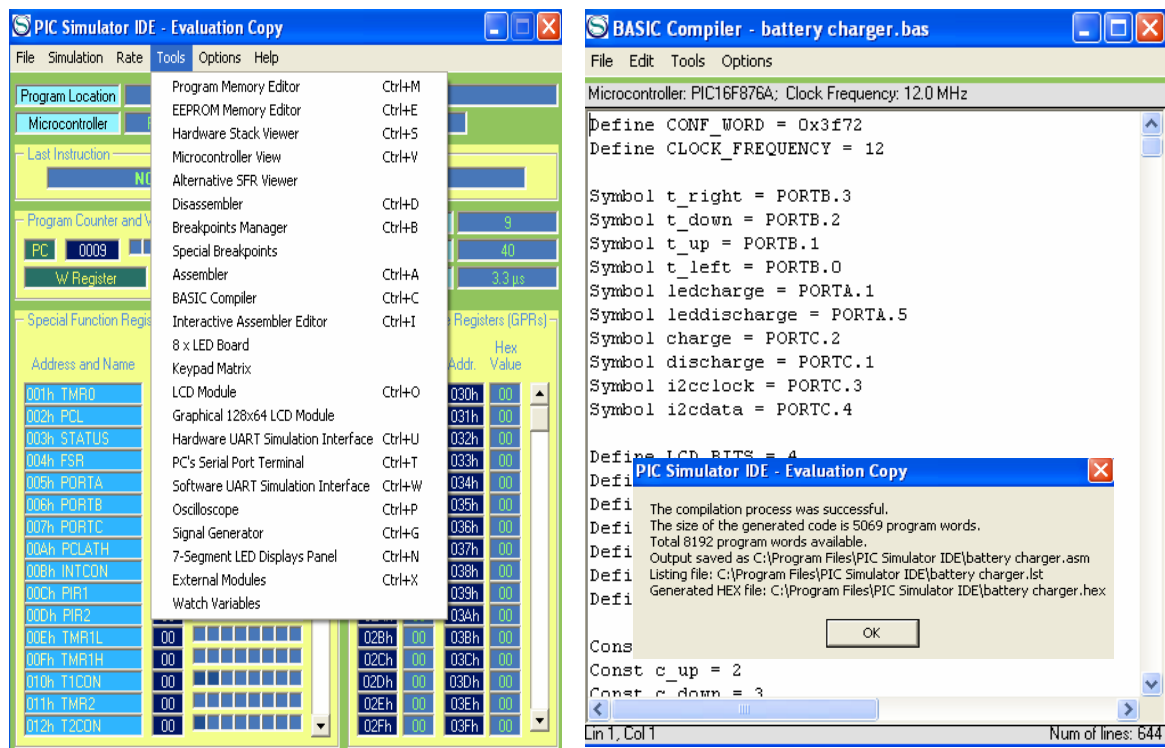 PIC Simulator IDE - Evaluation Copy
File Simulation Rate Tools Options Help
Program Location
Microcontroller
Last Instruction
NO
Program Counter and
PC 0009
W Register
9
40
3.3 µs
Special Function Regis
Registers (GPRs)
Address and Name
Addr.
Hex
Value
001h TMR0
002h PCL
003h STATUS
004h FSR
005h PORTA
006h PORTB
007h PORTC
00Ah PCLATH
00Bh INTCON
00Ch PIR1
00Dh PIR2
00Eh TMR1L 00
00Fh TMR1H 00
010h T1CON 00
011h TMR2 00
012h T2CON 00
030h 00
031h 00
032h 00
033h 00
034h 00
035h 00
036h 00
037h 00
038h 00
039h 00
03Ah 00
02Bh 00 03Bh 00
02Ch 00 03Ch 00
02Dh 00 03Dh 00
02Eh 00 03Eh 00
02Fh 00 03Fh 00
Program Memory Editor Ctrl+M
EEPROM Memory Editor Ctrl+E
Hardware Stack Viewer Ctrl+S
Microcontroller View Ctrl+V
Alternative SFR Viewer
Disassembler Ctrl+D
Breakpoints Manager Ctrl+B
Special Breakpoints
Assembler Ctrl+A
BASIC Compiler Ctrl+C
Interactive Assembler Editor Ctrl+I
8 x LED Board
Keypad Matrix
LCD Module Ctrl+O
Graphical 128x64 LCD Module
Hardware UART Simulation Interface Ctrl+U
PC's Serial Port Terminal Ctrl+T
Software UART Simulation Interface Ctrl+W
Oscilloscope Ctrl+P
Signal Generator Ctrl+G
7-Segment LED Displays Panel Ctrl+N
External Modules Ctrl+X
Watch Variables
BASIC Compiler - battery charger.bas
File Edit Tools Options
Microcontroller: PIC16F876A; Clock Frequency: 12.0 MHz
Define CONF_WORD = 0x3f72
Define CLOCK_FREQUENCY = 12
Symbol t_right = PORTB.3
Symbol t_down = PORTB.2
Symbol t_up = PORTB.1
Symbol t_left = PORTB.0
Symbol ledcharge = PORTA.1
Symbol leddischarge = PORTA.5
Symbol charge = PORTC.2
Symbol discharge = PORTC.1
Symbol i2cclock = PORTC.3
Symbol i2cdata = PORTC.4
Define LCD_BITS = 4
Defi
Defi
Defi
Defi
Defi
Defi
Cons
Const c_up = 2
Const c_down = 3
PIC Simulator IDE - Evaluation Copy
The compilation process was successful.
The size of the generated code is 5069 program words.
Total 8192 program words available.
Output saved as C:\Program Files\PIC Simulator IDE\battery charger.asm
Listing file: C:\Program Files\PIC Simulator IDE\battery charger.lst
Generated HEX file: C:\Program Files\PIC Simulator IDE\battery charger.hex
OK
Lin 1, Col 1
Num of lines: 644